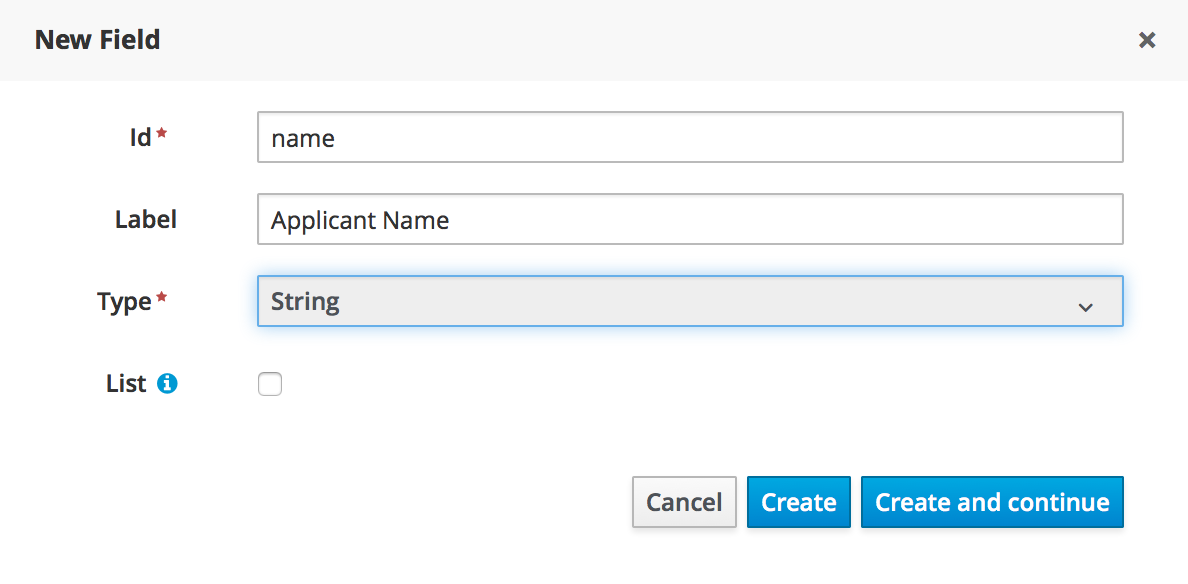 New Field
Id *
name
Label
Applicant Name
Type *
String
List
Cancel
Create
Create and continue